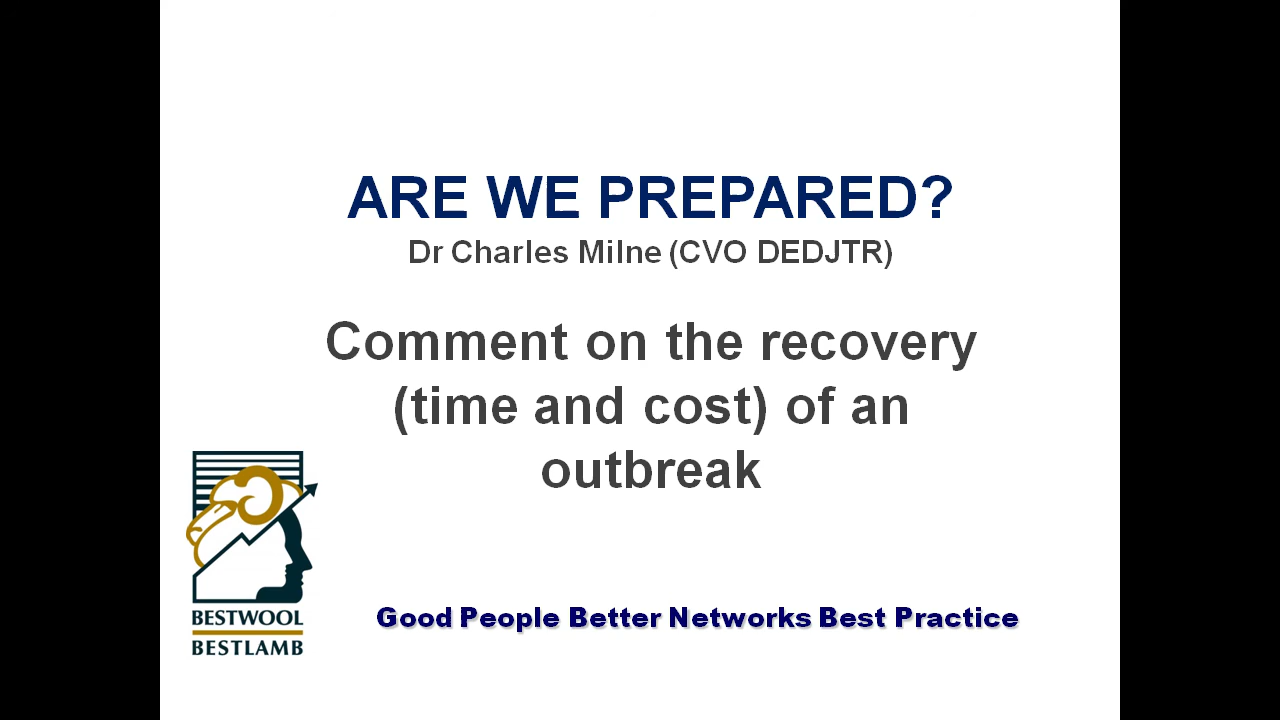 ARE WE PREPARED?
Dr Charles Milne (CVO DEDJTR)
Comment on the recovery
(time and cost) of an
outbreak
BESTWOOL
BESTLAMB
Good People Better Networks Best Practice